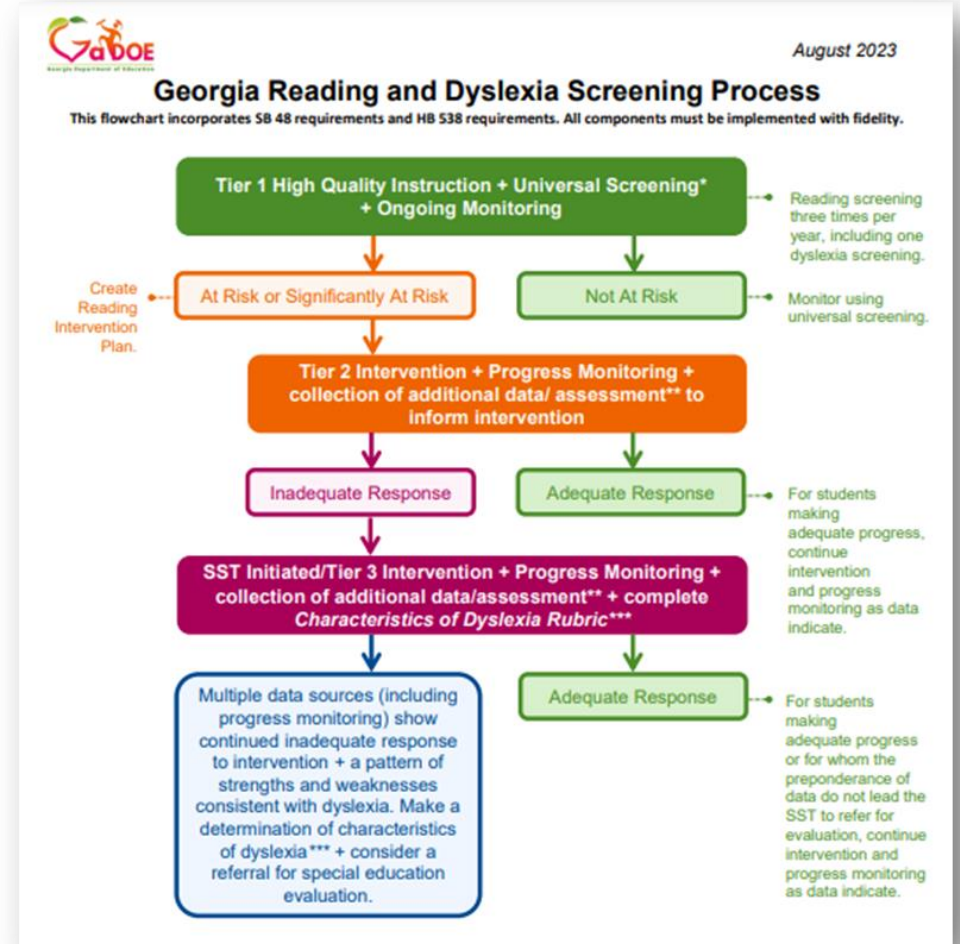 GaDOE
Georgia Department of Education
August 2023
Georgia Reading and Dyslexia Screening Process
This flowchart incorporates SB 48 requirements and HB 538 requirements. All components must be implemented with fidelity.
Tier 1 High Quality Instruction + Universal Screening*
+ Ongoing Monitoring
Reading screening
three times per
year, including one
dyslexia screening.
Create
Reading
Intervention
Plan.
At Risk or Significantly At Risk
Not At Risk
Monitor using
universal screening.
Tier 2 Intervention + Progress Monitoring +
collection of additional data/ assessment** to
inform intervention
Inadequate Response
Adequate Response
For students
making
adequate progress,
continue
intervention
and progress
monitoring as data
indicate.
SST Initiated/Tier 3 Intervention + Progress Monitoring +
collection of additional data/assessment** + complete
Characteristics of Dyslexia Rubric***
Multiple data sources (including
progress monitoring) show
continued inadequate response
to intervention + a pattern of
strengths and weaknesses
consistent with dyslexia. Make a
determination of characteristics
of dyslexia*** + consider a
referral for special education
evaluation.
Adequate Response
For students
making
adequate progress
or for whom the
preponderance of
data do not lead the
SST to refer for
evaluation, continue
intervention and
progress monitoring
as data indicate.